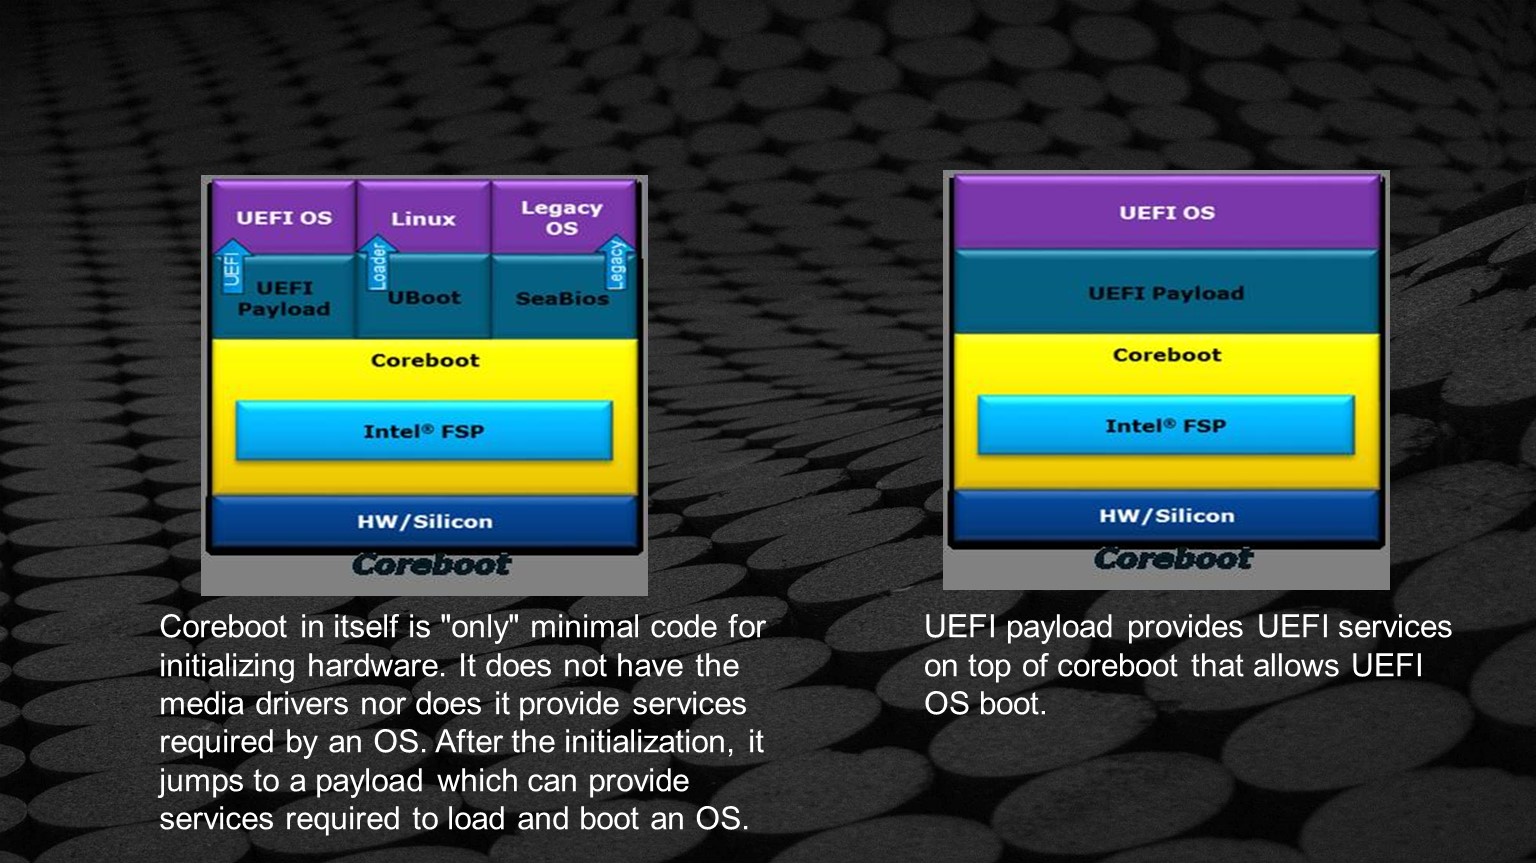 UEFI OS
Linux
Legacy
OS
UEFI
Loader
Legacy
UEFI
Payload
UBoot
SeaBios
Coreboot
Intel® FSP
HW/Silicon
Coreboot
Coreboot in itself is "only" minimal code for
initializing hardware. It does not have the
media drivers nor does it provide services
required by an OS. After the initialization, it
jumps to a payload which can provide
services required to load and boot an OS.
UEFI OS
UEFI Payload
Coreboot
Intel® FSP
HW/Silicon
Coreboot
UEFI payload provides UEFI services
on top of coreboot that allows UEFI
OS boot.